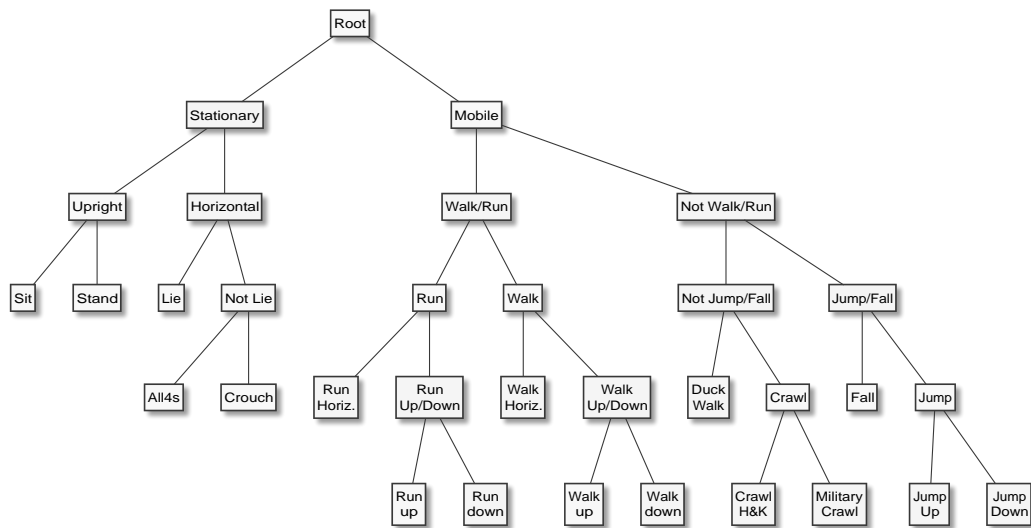 Root
Stationary
Mobile
Upright
Horizontal
Walk/Run
Not Walk/Run
Sit
Stand
Lie
Not Lie
Run
Walk
Not Jump/Fall
Jump/Fall
All4s
Crouch
Run
Horiz.
Run
Up/Down
Walk
Horiz.
Walk
Up/Down
Duck
Walk
Crawl
Fall
Jump
Run
up
Run
down
Walk
up
Walk
down
Crawl
H&K
Military
Crawl
Jump
Up
Jump
Down